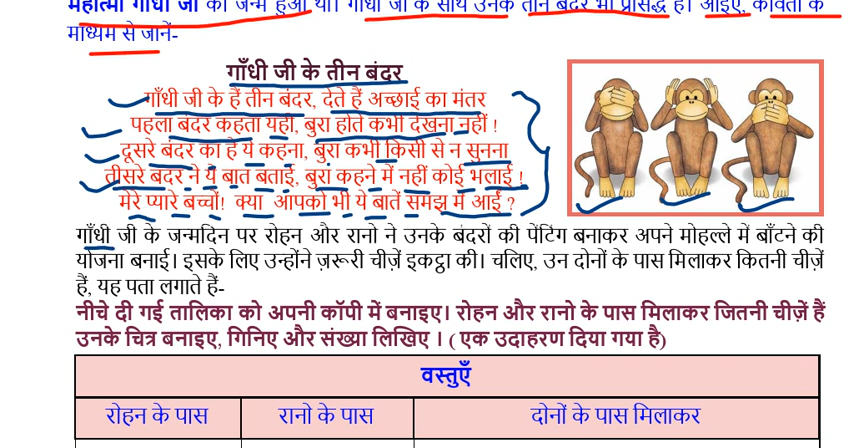 महात्मा गाँधी जी का जन्म हुआ था। गाँधी जी के साथ उनके तीन बंदर भी प्रसिद्ध हैं। आइए, कविता के
माध्यम से जानें-
गाँधी जी के तीन बंदर
गाँधी जी के हैं तीन बंदर, देते हैं अच्छाई का मंतर
पहला बंदर कहता यही, बुरा होते कभी देखना नहीं !
दूसरे बंदर का है ये कहना, बुरा कभी किसी से न सुनना
तीसरे बंदर ने ये बात बताई, बुरा कहने में नहीं कोई भलाई !
मेरे प्यारे बच्चों! क्या आपको भी ये बातें समझ में आईं ?
गाँधी जी के जन्मदिन पर रोहन और रानो ने उनके बंदरों की पेंटिंग बनाकर अपने मोहल्ले में बाँटने की
योजना बनाई। इसके लिए उन्होंने ज़रूरी चीज़ें इकट्ठा की। चलिए, उन दोनों के पास मिलाकर कितनी चीज़ें
हैं, यह पता लगाते हैं-
नीचे दी गई तालिका को अपनी कॉपी में बनाइए। रोहन और रानो के पास मिलाकर जितनी चीज़ें हैं
उनके चित्र बनाइए, गिनिए और संख्या लिखिए । ( एक उदाहरण दिया गया है)
वस्तुएँ
रोहन के पास
रानो के पास
दोनों के पास मिलाकर